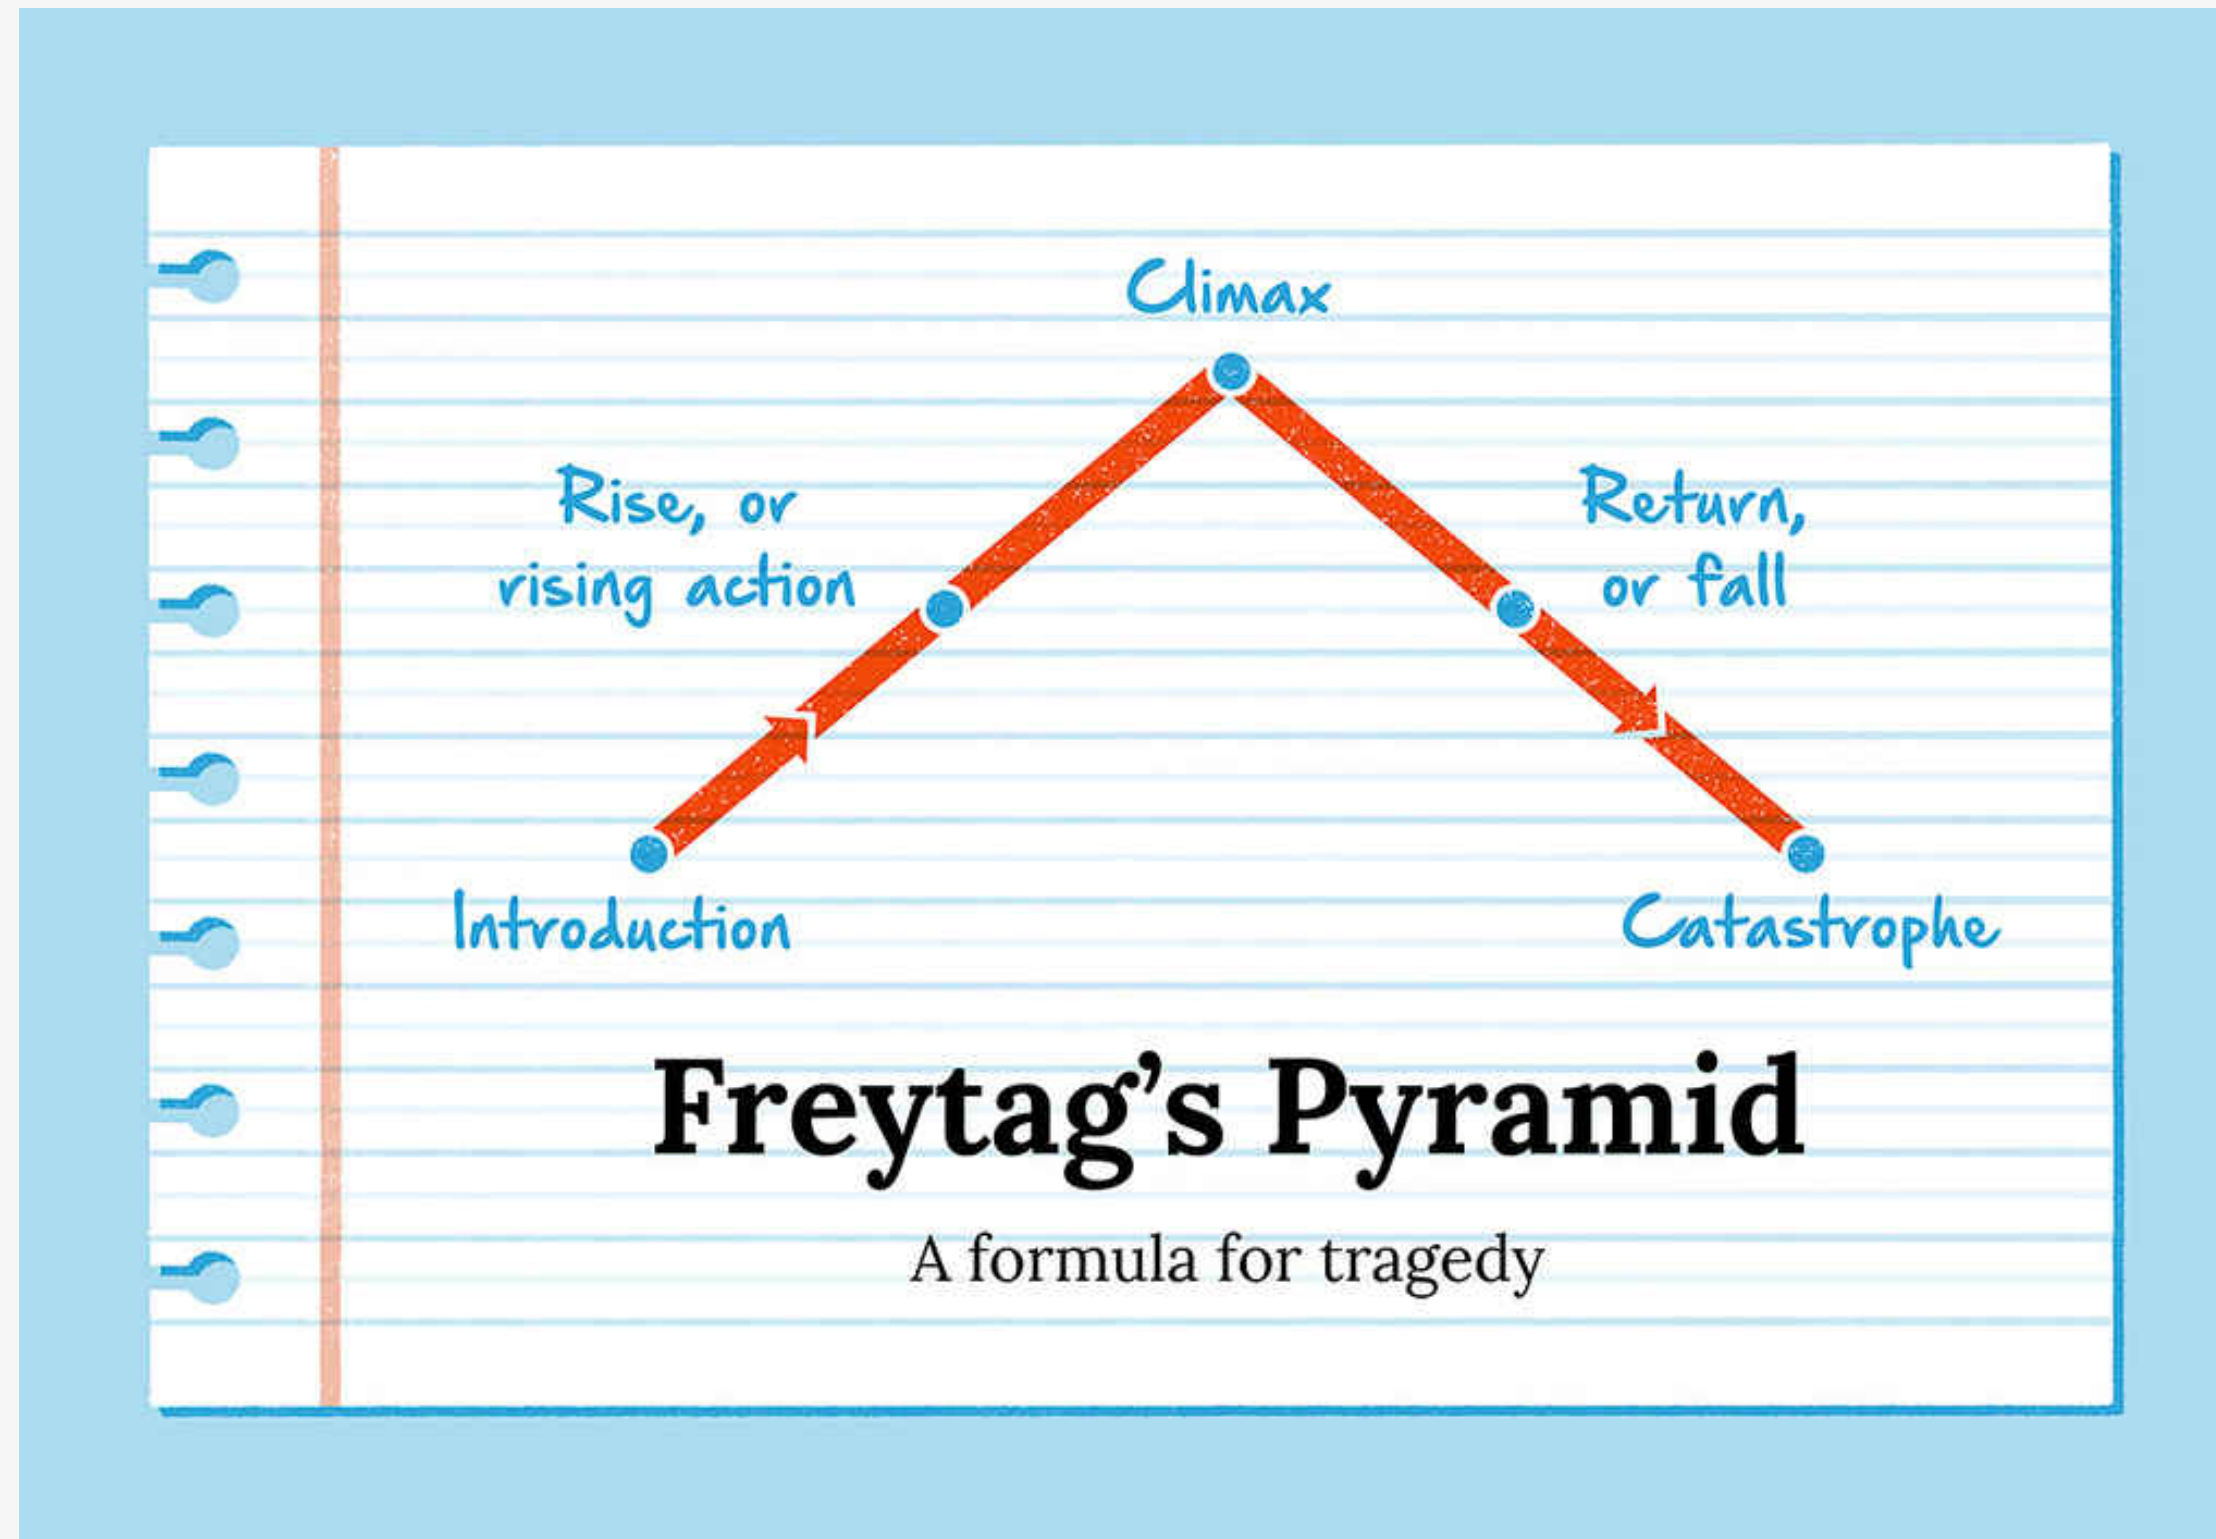 Climax
Rise, or
rising action
Return,
or fall
Introduction
Catastrophe
Freytag’s Pyramid
A formula for tragedy